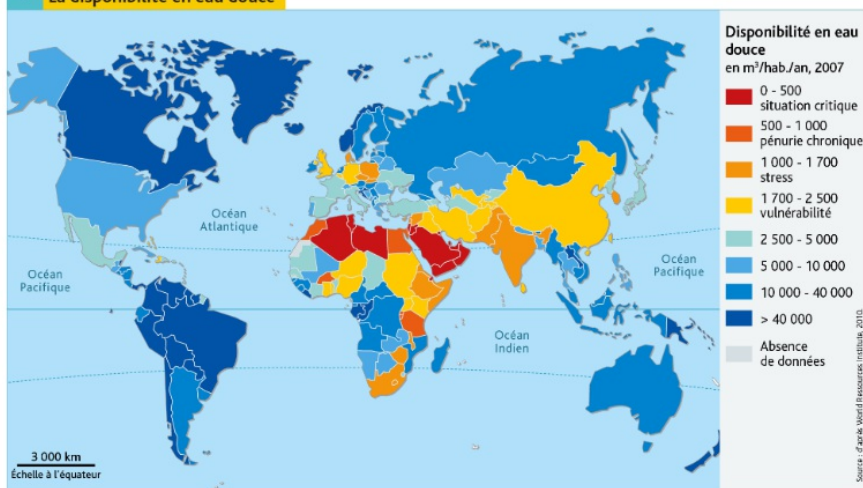 La disponibilité en eau douce
Océan
Atlantique
Océan
Pacifique
Océan
Pacifique
Océan
Indien
3 000 km
Échelle à l'équateur
Disponibilité en eau
douce
en m³/hab./an, 2007
0 - 500
situation critique
500 - 1 000
pénurie chronique
1 000 - 1 700
stress
1 700 - 2 500
vulnérabilité
2 500 - 5 000
5 000 - 10 000
10 000 - 40 000
> 40 000
Absence
de données
Source : d'après World Ressources Institute, 2010.